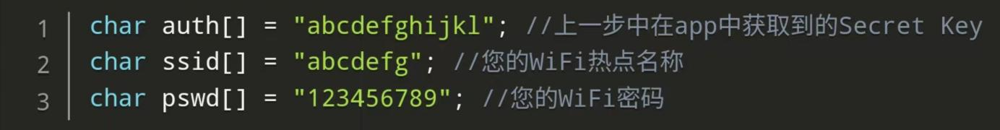 1 char auth[] = "abcdefghijkl"; //上一步中在app中获取到的Secret Key
2 char ssid[] = "abcdefg"; //您的WiFi热点名称
3 char pswd[] = "123456789"; //您的WiFi密码